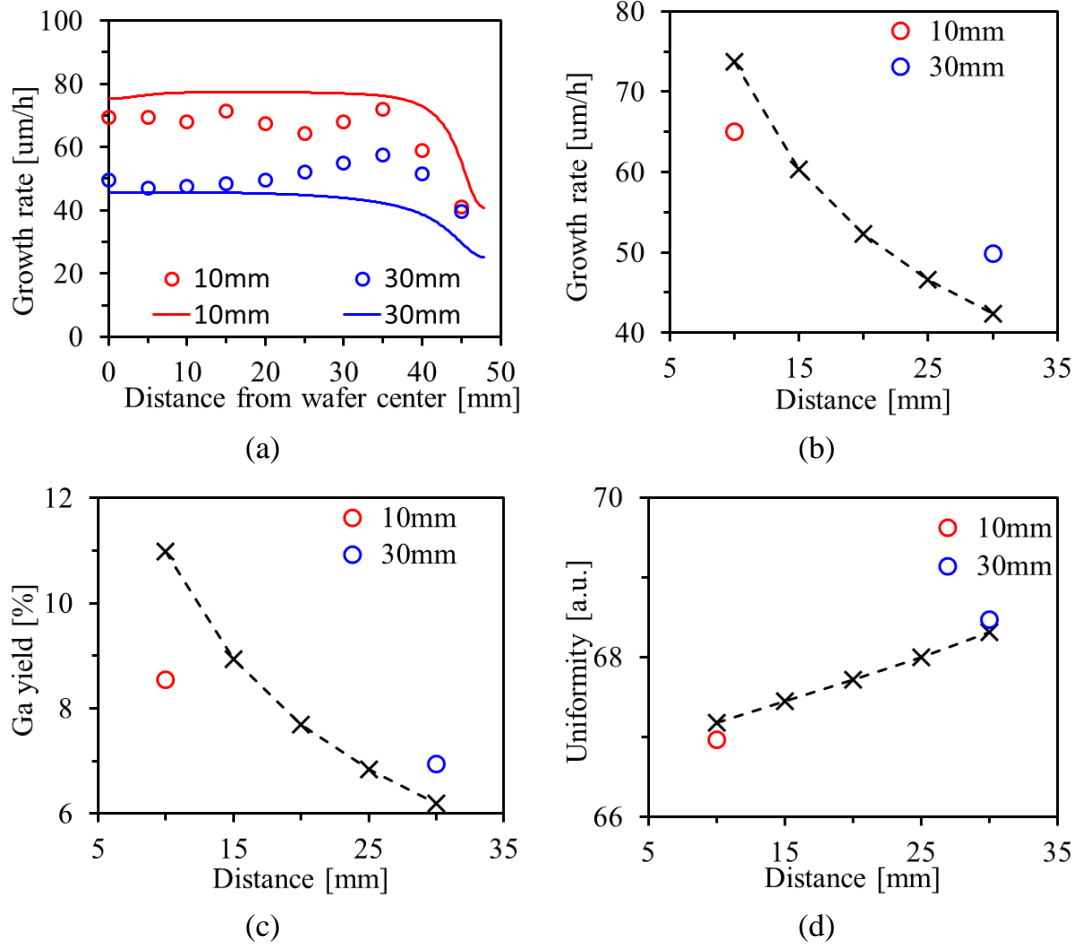 100
80
60
40
20
0
Growth rate [um/h]
10mm 30mm
10mm 30mm
0 10 20 30 40 50
Distance from wafer center [mm]
(a)
80
70
60
50
40
Growth rate [um/h]
10mm
30mm
5 15 25 35
Distance [mm]
(b)
12
10
8
6
Ga yield [%]
10mm
30mm
5 15 25 35
Distance [mm]
(c)
70
68
66
Uniformity [a.u.]
10mm
30mm
5 15 25 35
Distance [mm]
(d)